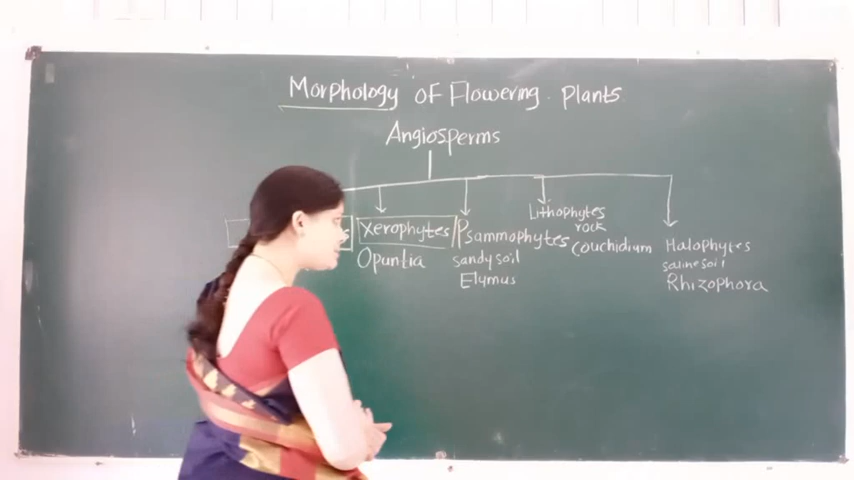 Morphology of Flowering Plants
Angiosperms
Xerophytes
Opuntia
Psammophytes
sandy soil
Elymus
Lithophytes
rock
Couchidium
Halophytes
saline soil
Rhizophora